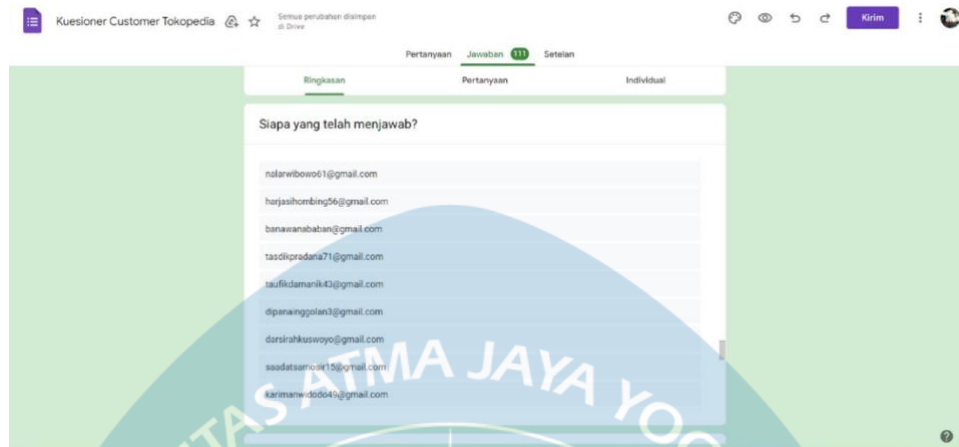 Kuesioner Customer Tokopedia
Semua perubahan disimpan
di Drive
Kirim
Pertanyaan Jawaban 111 Setelan
Ringkasan Pertanyaan Individual
Siapa yang telah menjawab?
nalarwibowo61@gmail.com
harjasihombing56@gmail.com
banawanababan@gmail.com
tasdikpradana71@gmail.com
taufikdamanik43@gmail.com
dipanainggolan3@gmail.com
darsirahkuswoyo@gmail.com
saadatsamosir15@gmail.com
karimanwidodo49@gmail.com
TAS ATMA JAYA YOG